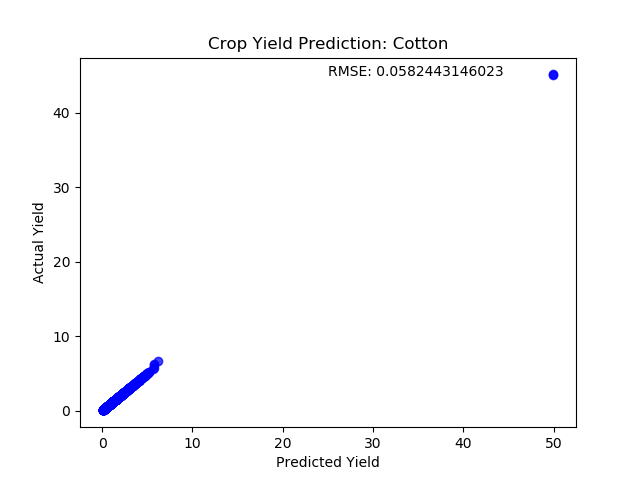 Crop Yield Prediction: Cotton
RMSE: 0.0582443146023
Actual Yield
40
30
20
10
0
0 10 20 30 40 50
Predicted Yield